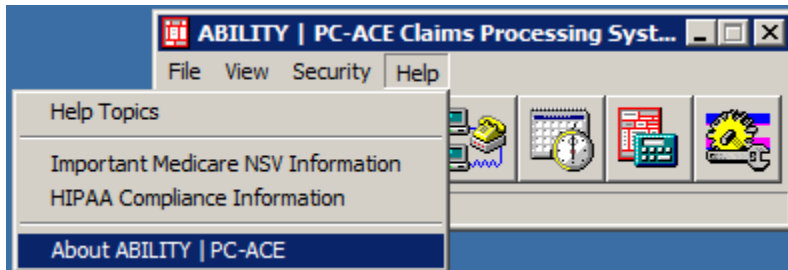 ABILITY | PC-ACE Claims Processing Syst...
File View Security Help
Help Topics
Important Medicare NSV Information
HIPAA Compliance Information
About ABILITY | PC-ACE